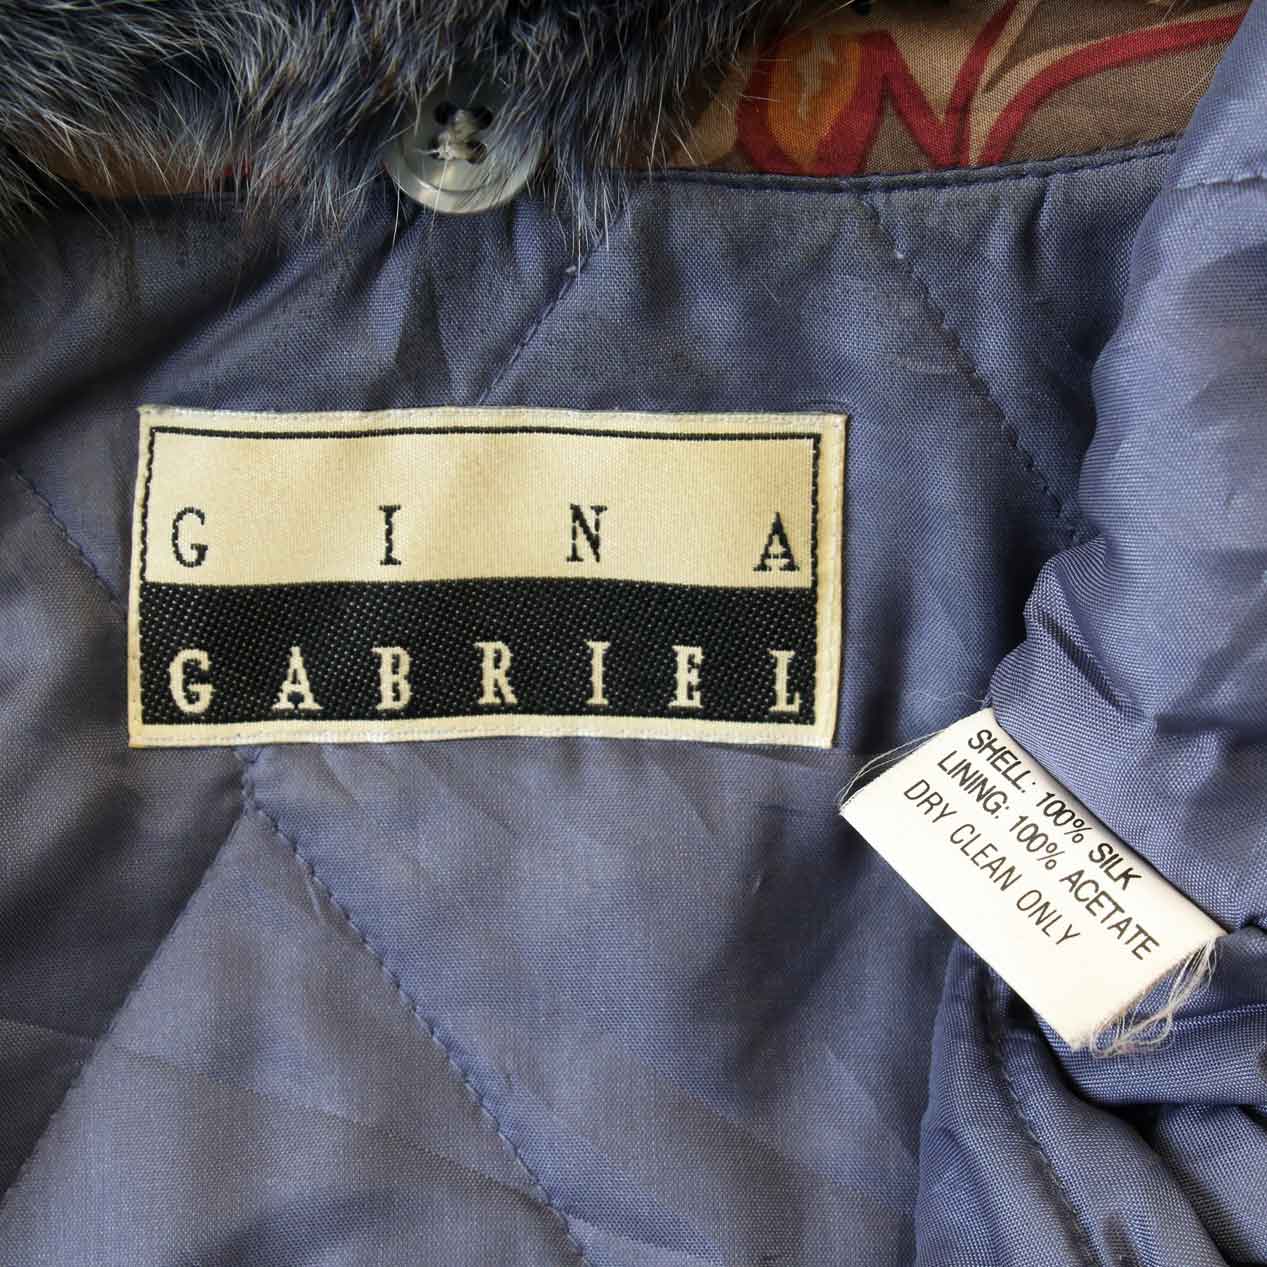 GINA
GABRIEL
SHELL: 100% SILK
LINING: 100% ACETATE
DRY CLEAN ONLY